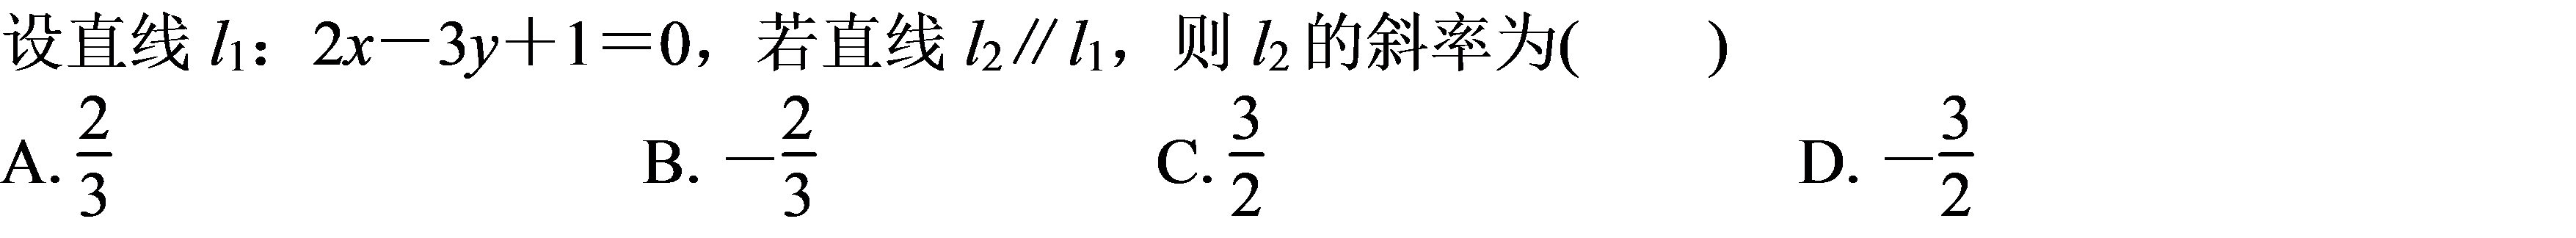 设直线 l₁：2x－3y＋1＝0，若直线 l₂∥l₁，则 l₂ 的斜率为(　　)
A. 2/3　B. －2/3　C. 3/2　D. －3/2